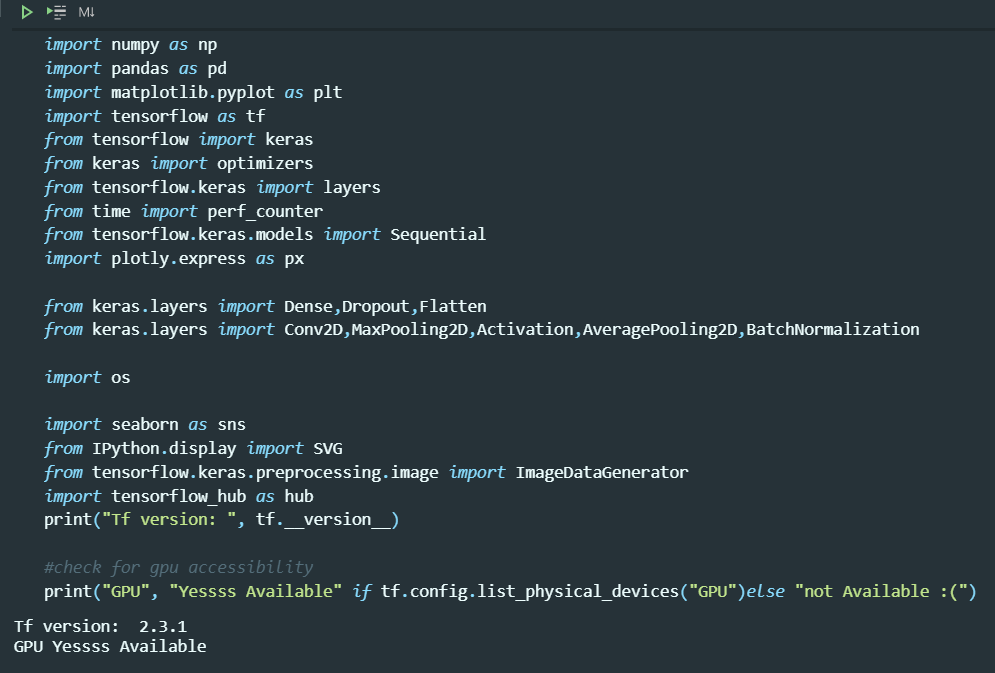 M↓
import numpy as np
import pandas as pd
import matplotlib.pyplot as plt
import tensorflow as tf
from tensorflow import keras
from keras import optimizers
from tensorflow.keras import layers
from time import perf_counter
from tensorflow.keras.models import Sequential
import plotly.express as px
from keras.layers import Dense,Dropout,Flatten
from keras.layers import Conv2D,MaxPooling2D,Activation,AveragePooling2D,BatchNormalization
import os
import seaborn as sns
from IPython.display import SVG
from tensorflow.keras.preprocessing.image import ImageDataGenerator
import tensorflow_hub as hub
print("Tf version: ", tf.__version__)
#check for gpu accessibility
print("GPU", "Yessss Available" if tf.config.list_physical_devices("GPU")else "not Available :(")
Tf version:  2.3.1
GPU Yessss Available